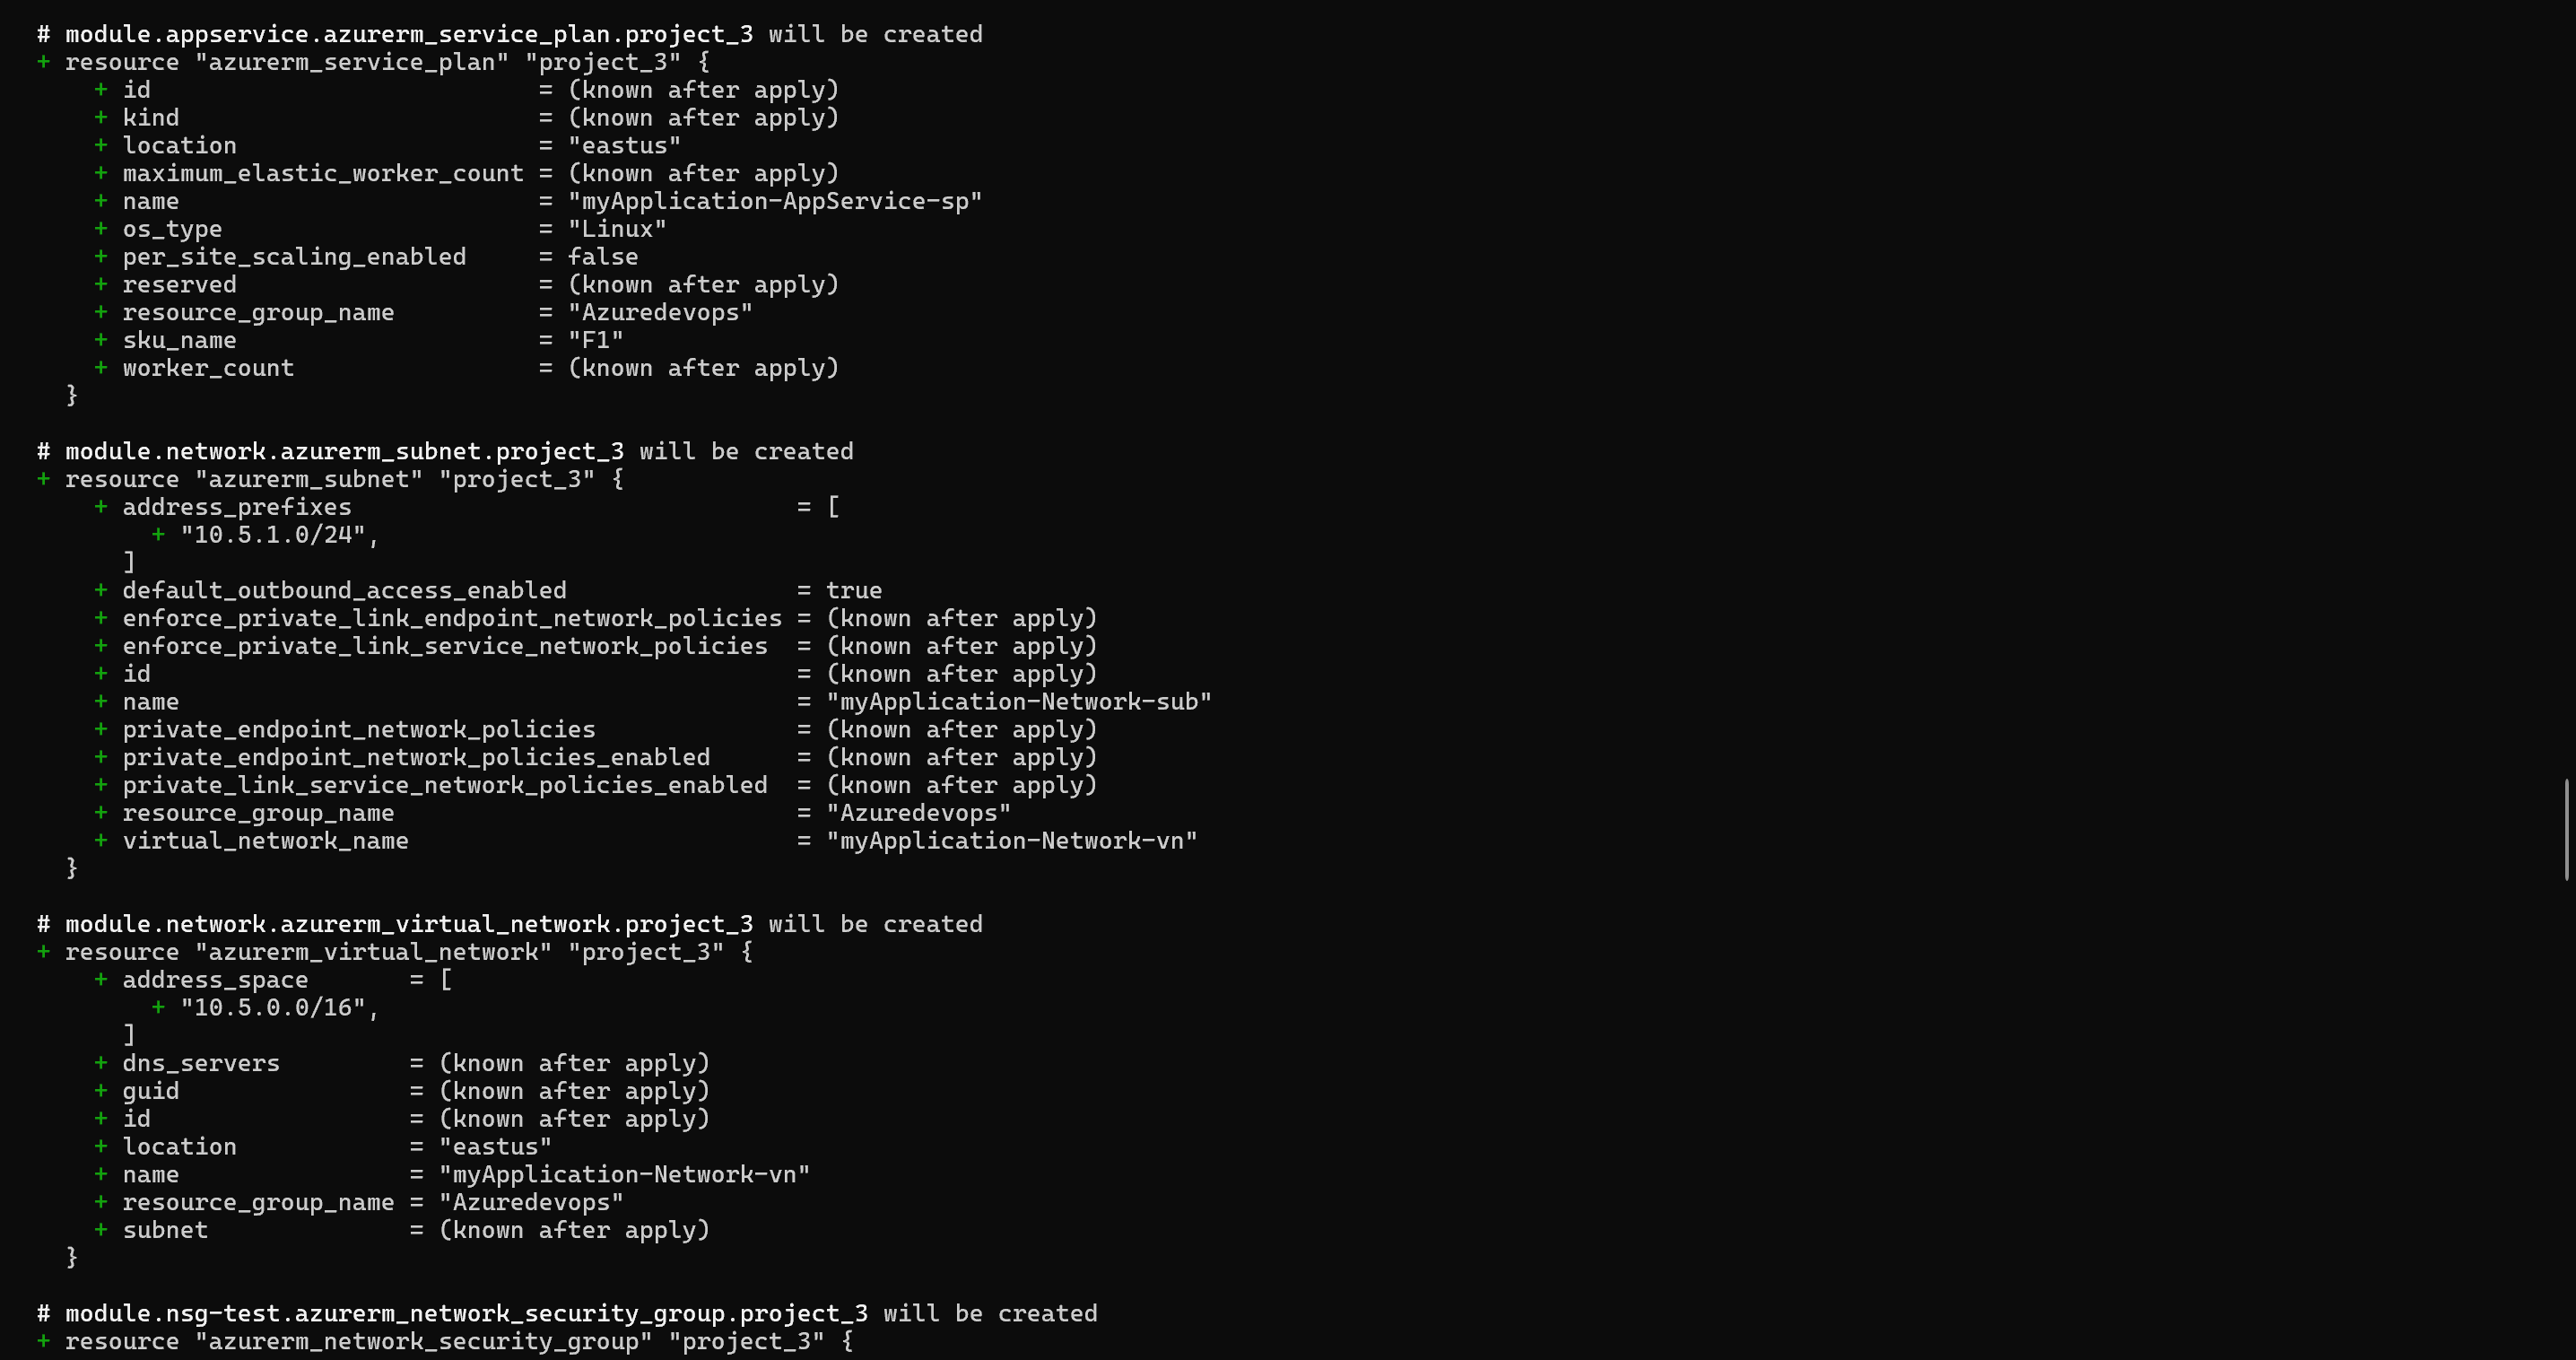 # module.appservice.azurerm_service_plan.project_3 will be created
+ resource "azurerm_service_plan" "project_3" {
    + id                           = (known after apply)
    + kind                         = (known after apply)
    + location                     = "eastus"
    + maximum_elastic_worker_count = (known after apply)
    + name                         = "myApplication-AppService-sp"
    + os_type                      = "Linux"
    + per_site_scaling_enabled     = false
    + reserved                     = (known after apply)
    + resource_group_name          = "Azuredevops"
    + sku_name                     = "F1"
    + worker_count                 = (known after apply)
  }

# module.network.azurerm_subnet.project_3 will be created
+ resource "azurerm_subnet" "project_3" {
    + address_prefixes                               = [
        + "10.5.1.0/24",
      ]
    + default_outbound_access_enabled                = true
    + enforce_private_link_endpoint_network_policies = (known after apply)
    + enforce_private_link_service_network_policies  = (known after apply)
    + id                                             = (known after apply)
    + name                                           = "myApplication-Network-sub"
    + private_endpoint_network_policies              = (known after apply)
    + private_endpoint_network_policies_enabled      = (known after apply)
    + private_link_service_network_policies_enabled  = (known after apply)
    + resource_group_name                            = "Azuredevops"
    + virtual_network_name                           = "myApplication-Network-vn"
  }

# module.network.azurerm_virtual_network.project_3 will be created
+ resource "azurerm_virtual_network" "project_3" {
    + address_space       = [
        + "10.5.0.0/16",
      ]
    + dns_servers         = (known after apply)
    + guid                = (known after apply)
    + id                  = (known after apply)
    + location            = "eastus"
    + name                = "myApplication-Network-vn"
    + resource_group_name = "Azuredevops"
    + subnet              = (known after apply)
  }

# module.nsg-test.azurerm_network_security_group.project_3 will be created
+ resource "azurerm_network_security_group" "project_3" {